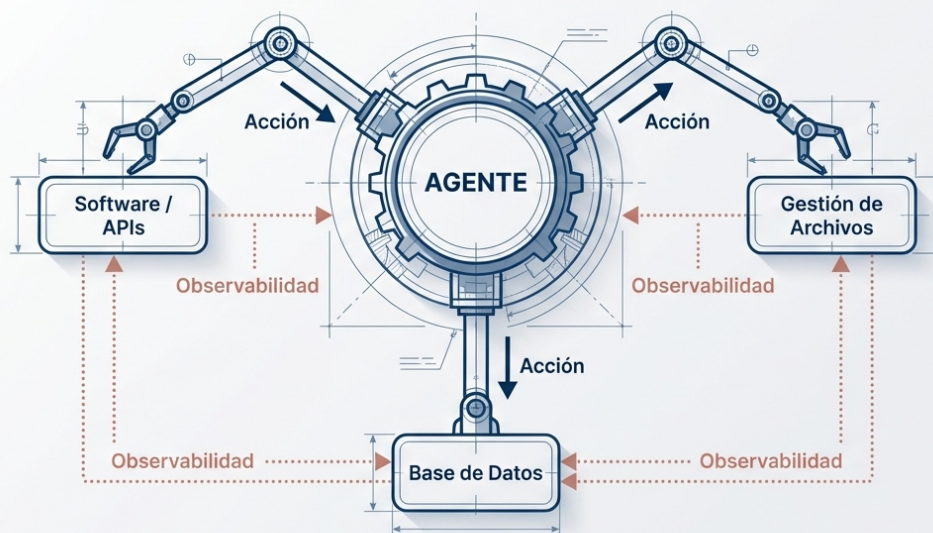 Acción
Acción
AGENTE
Software /
APIs
Gestión de
Archivos
Observabilidad
Observabilidad
Acción
Observabilidad
Base de Datos
Observabilidad